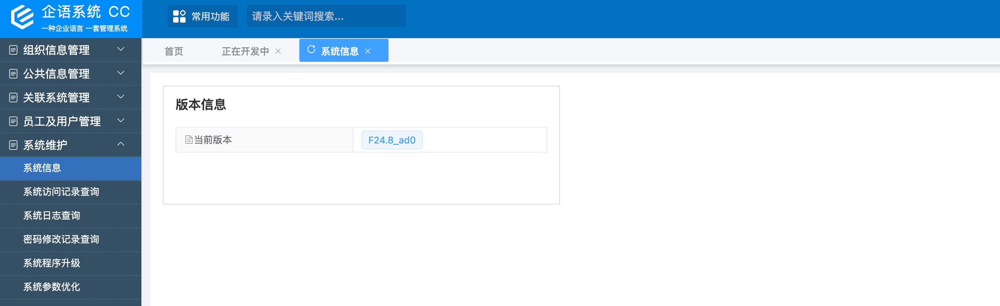 企语系统 CC
一种企业语言 一套管理系统
常用功能
请录入关键词搜索...
首页
正在开发中
系统信息
组织信息管理
公共信息管理
关联系统管理
员工及用户管理
系统维护
系统信息
系统访问记录查询
系统日志查询
密码修改记录查询
系统程序升级
系统参数优化
版本信息
当前版本
F24.8_ad0